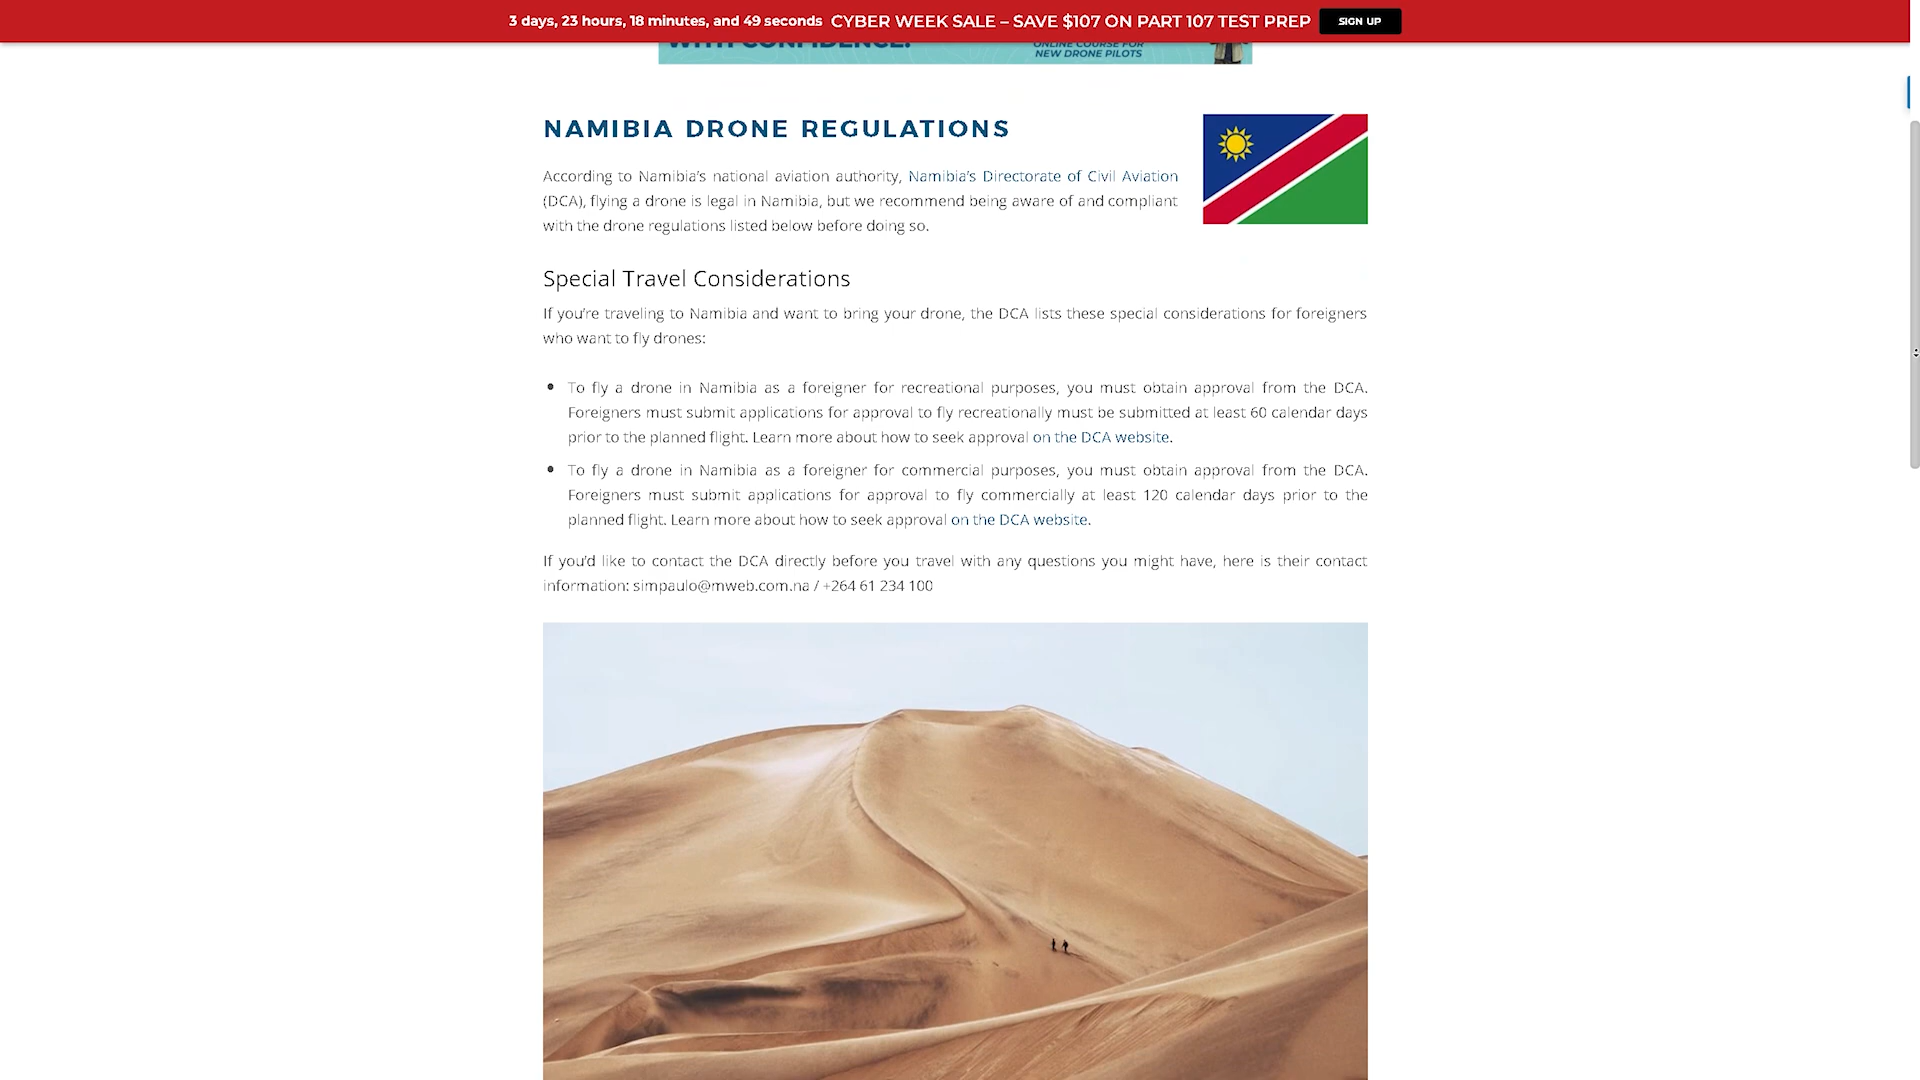 3 days, 23 hours, 18 minutes, and 49 seconds CYBER WEEK SALE – SAVE $107 ON PART 107 TEST PREP SIGN UP
WITH CONFIDENCE.
ONLINE COURSE FOR
NEW DRONE PILOTS
NAMIBIA DRONE REGULATIONS
According to Namibia’s national aviation authority, Namibia’s Directorate of Civil Aviation
(DCA), flying a drone is legal in Namibia, but we recommend being aware of and compliant
with the drone regulations listed below before doing so.
Special Travel Considerations
If you’re traveling to Namibia and want to bring your drone, the DCA lists these special considerations for foreigners
who want to fly drones:
To fly a drone in Namibia as a foreigner for recreational purposes, you must obtain approval from the DCA.
Foreigners must submit applications for approval to fly recreationally must be submitted at least 60 calendar days
prior to the planned flight. Learn more about how to seek approval on the DCA website.
To fly a drone in Namibia as a foreigner for commercial purposes, you must obtain approval from the DCA.
Foreigners must submit applications for approval to fly commercially at least 120 calendar days prior to the
planned flight. Learn more about how to seek approval on the DCA website.
If you’d like to contact the DCA directly before you travel with any questions you might have, here is their contact
information: simpaulo@mweb.com.na / +264 61 234 100